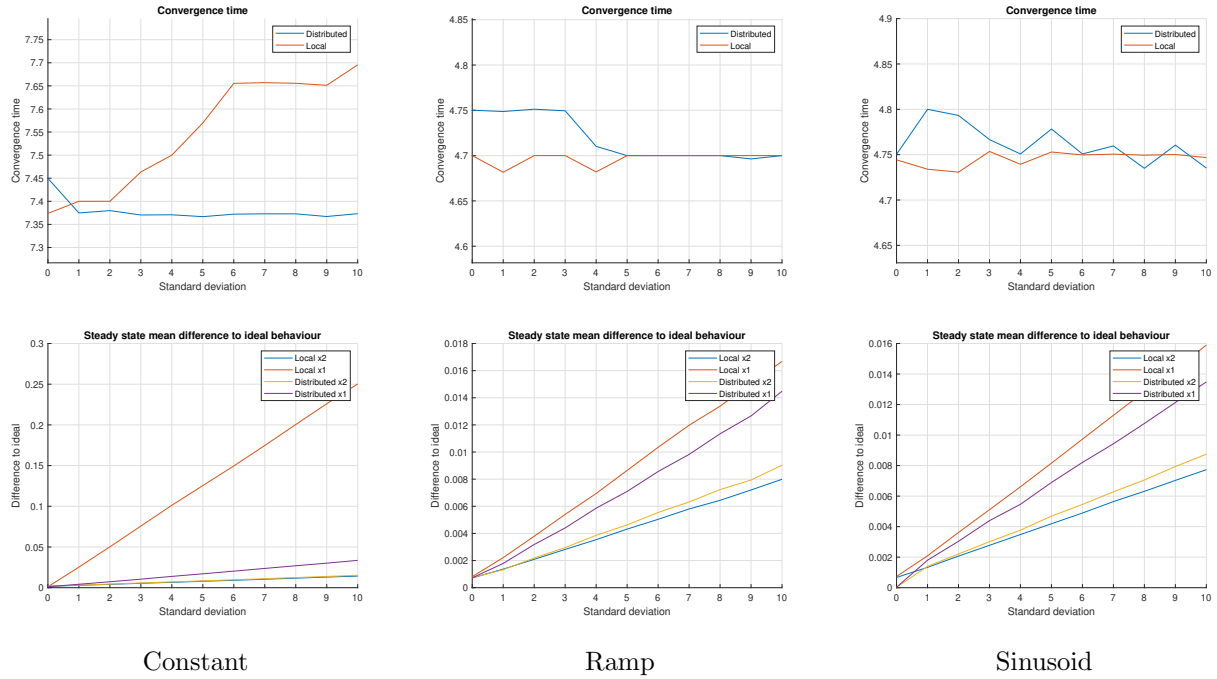 Convergence time
Distributed
Local
7.75
7.7
7.65
7.6
7.55
7.5
7.45
7.4
7.35
7.3
Convergence time
0 1 2 3 4 5 6 7 8 9 10
Standard deviation
Convergence time
Distributed
Local
4.85
4.8
4.75
4.7
4.65
4.6
Convergence time
0 1 2 3 4 5 6 7 8 9 10
Standard deviation
Convergence time
Distributed
Local
4.9
4.85
4.8
4.75
4.7
4.65
Convergence time
0 1 2 3 4 5 6 7 8 9 10
Standard deviation
Steady state mean difference to ideal behaviour
Local x2
Local x1
Distributed x2
Distributed x1
0.3
0.25
0.2
0.15
0.1
0.05
0
Difference to ideal
0 1 2 3 4 5 6 7 8 9 10
Standard deviation
Steady state mean difference to ideal behaviour
Local x2
Local x1
Distributed x2
Distributed x1
0.018
0.016
0.014
0.012
0.01
0.008
0.006
0.004
0.002
0
Difference to ideal
0 1 2 3 4 5 6 7 8 9 10
Standard deviation
Steady state mean difference to ideal behaviour
Local x2
Local x1
Distributed x2
Distributed x1
0.016
0.014
0.012
0.01
0.008
0.006
0.004
0.002
0
Difference to ideal
0 1 2 3 4 5 6 7 8 9 10
Standard deviation
Constant
Ramp
Sinusoid